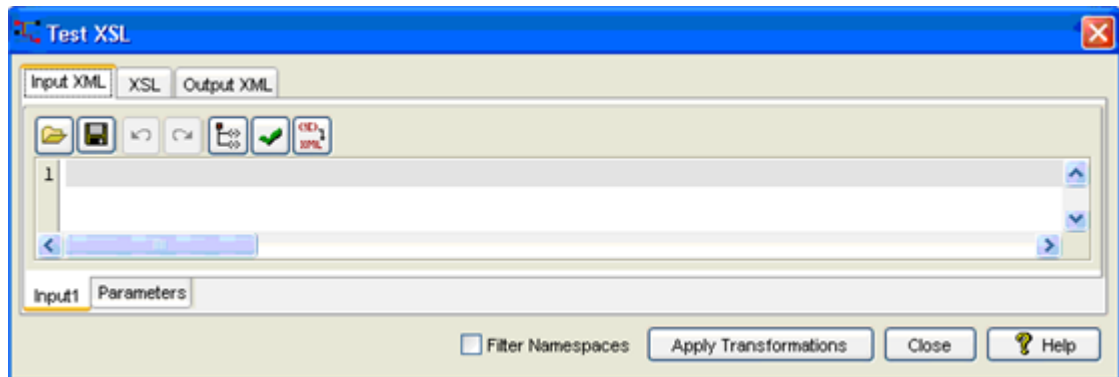 Test XSL
Input XML XSL Output XML
1
Input1 Parameters
Filter Namespaces Apply Transformations Close ? Help